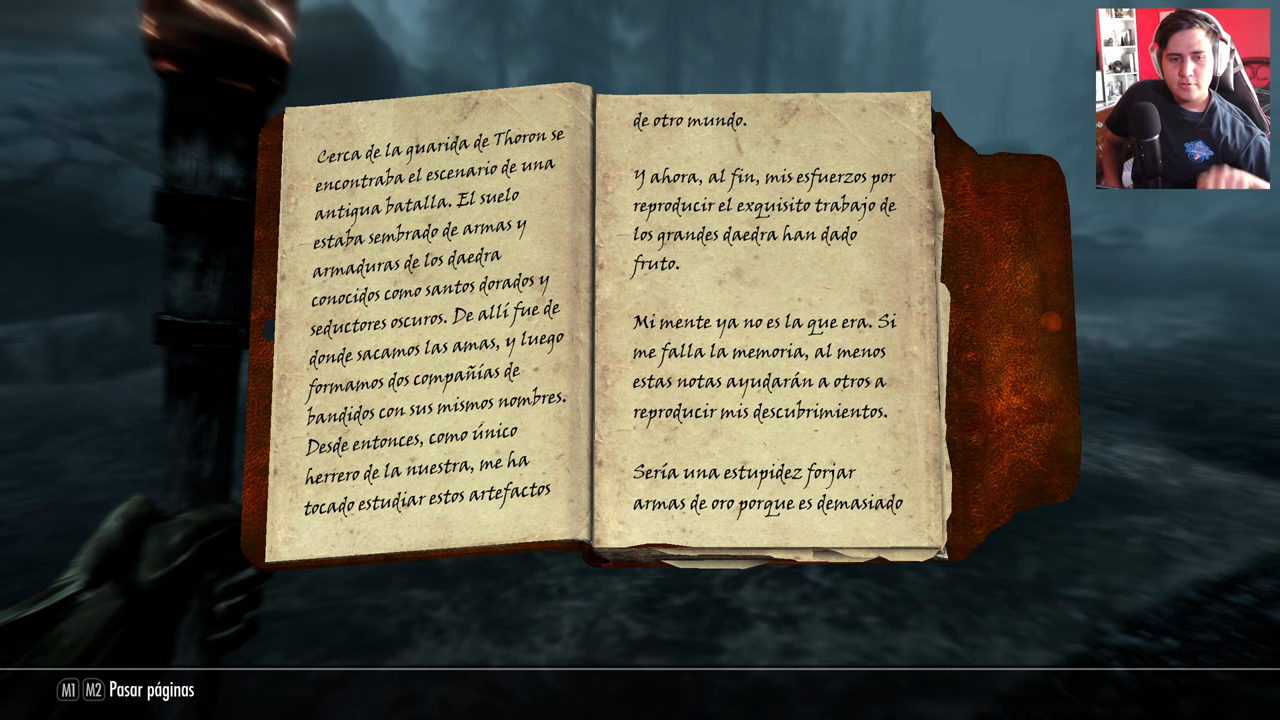 Cerca de la guarida de Thoron se
encontraba el escenario de una
antigua batalla. El suelo
estaba sembrado de armas y
armaduras de los daedra
conocidos como santos dorados y
seductores oscuros. De allí fue de
donde sacamos las amas, y luego
formamos dos compañías de
bandidos con sus mismos nombres.
Desde entonces, como único
herrero de la nuestra, me ha
tocado estudiar estos artefactos
de otro mundo.
Y ahora, al fin, mis esfuerzos por
reproducir el exquisito trabajo de
los grandes daedra han dado
fruto.
Mi mente ya no es la que era. Si
me falla la memoria, al menos
estas notas ayudarán a otros a
reproducir mis descubrimientos.
Sería una estupidez forjar
armas de oro porque es demasiado
M1 M2 Pasar páginas